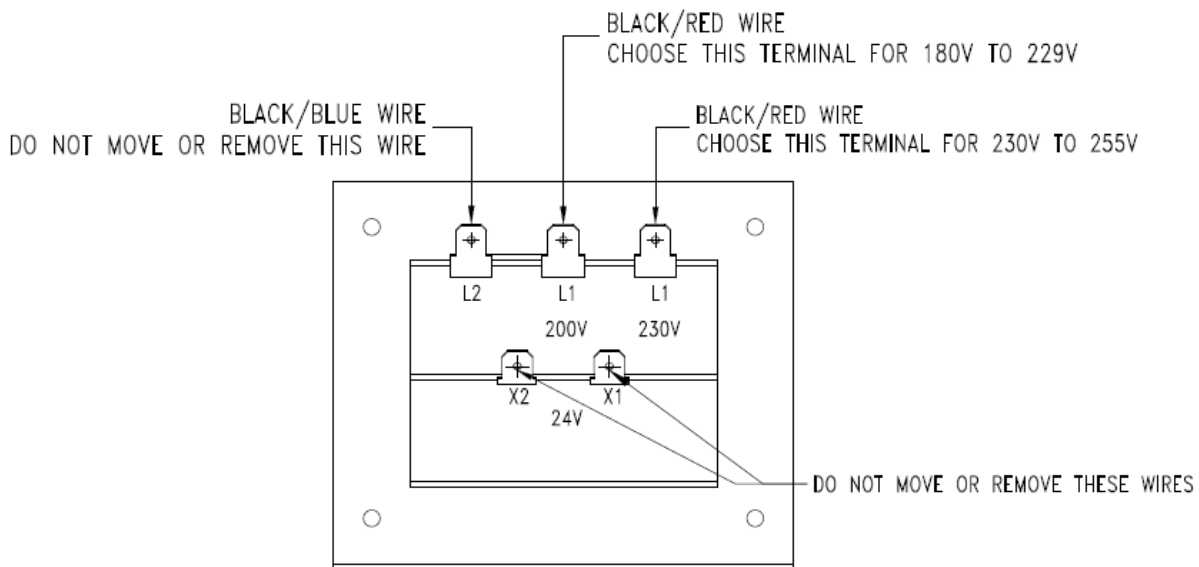 BLACK/RED WIRE
CHOOSE THIS TERMINAL FOR 180V TO 229V
BLACK/BLUE WIRE
DO NOT MOVE OR REMOVE THIS WIRE
BLACK/RED WIRE
CHOOSE THIS TERMINAL FOR 230V TO 255V
L2 L1 L1
200V 230V
X2 X1
24V
DO NOT MOVE OR REMOVE THESE WIRES